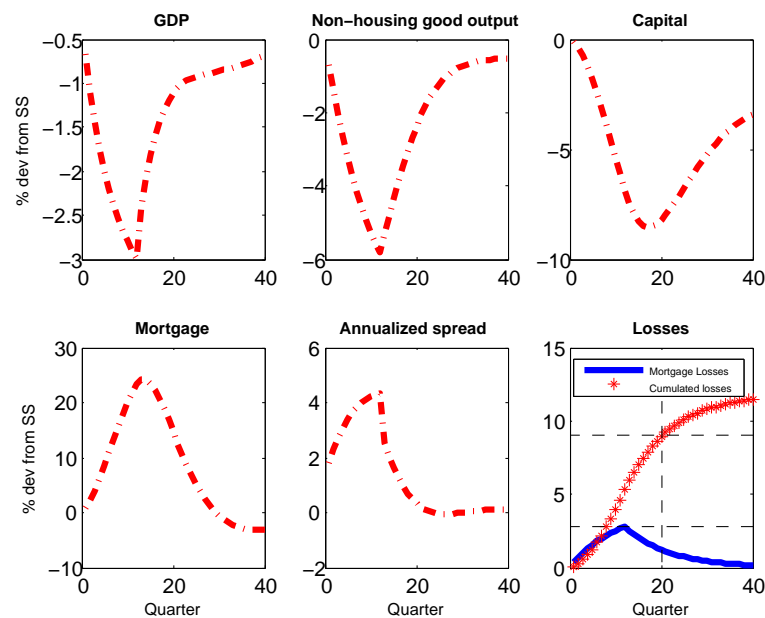 GDP
Non−housing good output
Capital
% dev from SS
−0.5
−1
−1.5
−2
−2.5
−3
0 20 40
0
−2
−4
−6
0 20 40
0
−5
−10
0 20 40
Mortgage
Annualized spread
Losses
% dev from SS
30
20
10
0
−10
0 20 40
Quarter
6
4
2
0
−2
0 20 40
Quarter
15
10
5
0
0 20 40
Quarter
Mortgage Losses
Cumulated losses